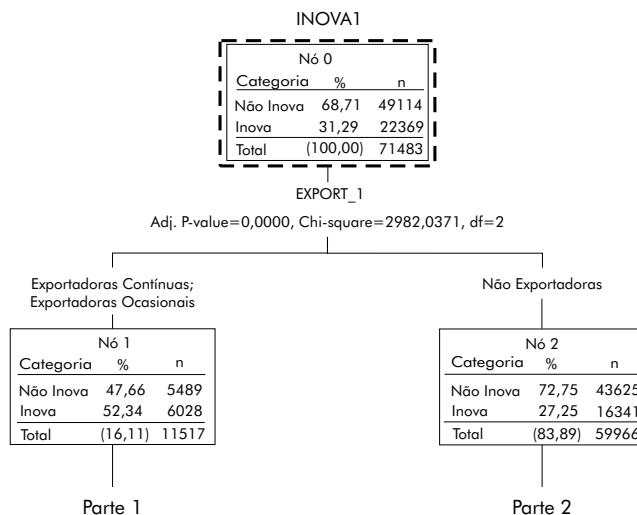 INOVA1
Nó 0
Categoria % n
Não Inova 68,71 49114
Inova 31,29 22369
Total (100,00) 71483
EXPORT_1
Adj. P-value=0,0000, Chi-square=2982,0371, df=2
Exportadoras Contínuas;
Exportadoras Ocasionais
Nó 1
Categoria % n
Não Inova 47,66 5489
Inova 52,34 6028
Total (16,11) 11517
Parte 1
Não Exportadoras
Nó 2
Categoria % n
Não Inova 72,75 43625
Inova 27,25 16341
Total (83,89) 59966
Parte 2